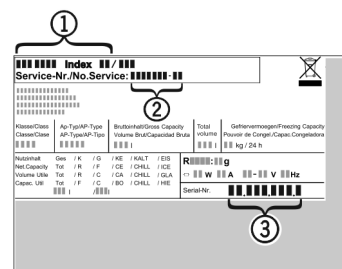 ①
Index /
Service-Nr./No.Service: -
②
Klasse/Class
Classe/Clase
Ap-Typ/AP-Type
AP-Type/AP-Tipo
Bruttoinhalt/Gross Capacity
Volume Brut/Capacidad Bruta
I
Total
volume
I
Gefriervermoegen/Freezing Capacity
Pouvoir de Congel./Capac.Congeladora
kg / 24 h
Nutzinhalt Ges / K / G / KE / KALT / EIS
Net.Capacity Tot / R / F / CE / CHILL / ICE
Volume Utile Tot / R / C / CA / CHILL / GLA
Capac. Util Tot / F / C / BO / CHILL / HIE
I / I
R : g
W A - V Hz
Serial-Nr. , , ,
③